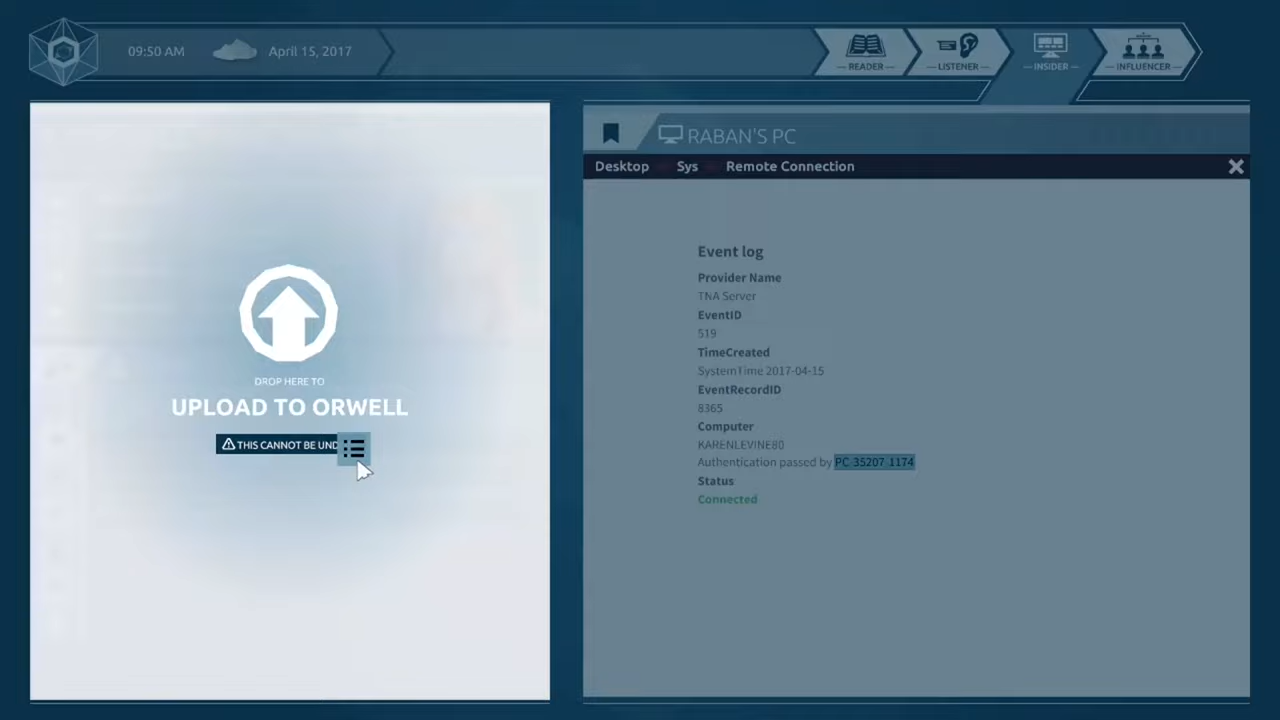 09:50 AM
April 15, 2017
— READER —
— LISTENER —
— INSIDER —
— INFLUENCER —
DROP HERE TO
UPLOAD TO ORWELL
THIS CANNOT BE UND
RABAN'S PC
Desktop Sys Remote Connection
Event log
Provider Name
TNA Server
EventID
519
TimeCreated
SystemTime 2017-04-15
EventRecordID
8365
Computer
KARENLEVINE80
Authentication passed by PC-35207-1174
Status
Connected